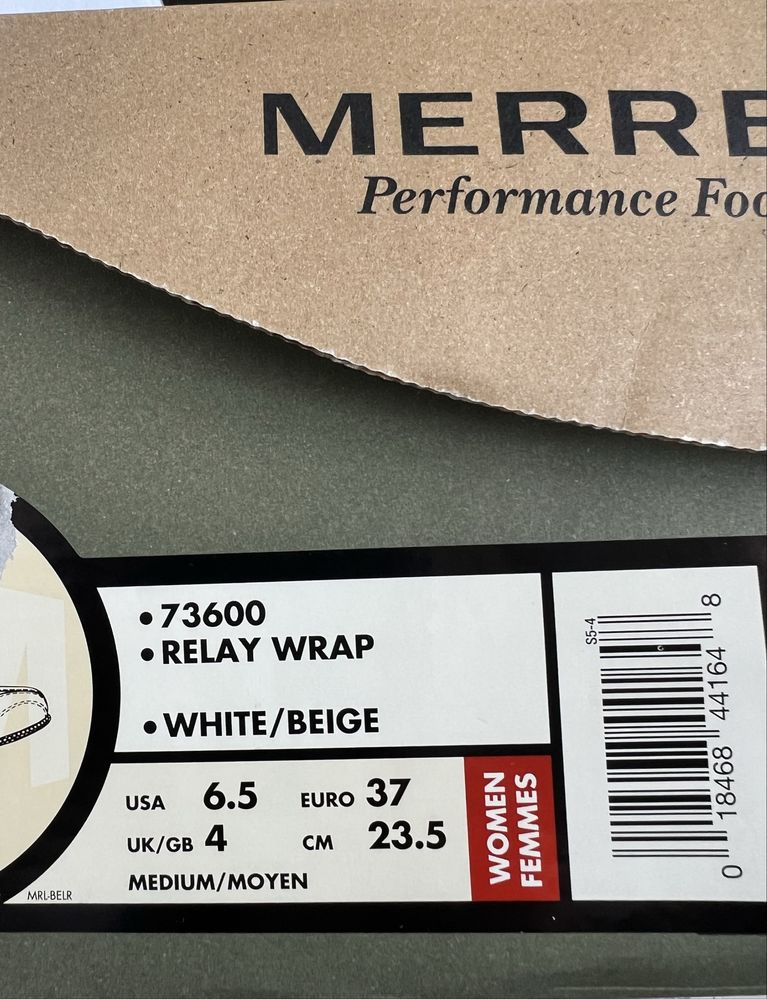 MERRE
Performance Foo
• 73600
• RELAY WRAP
• WHITE/BEIGE
USA 6.5 EURO 37
UK/GB 4 CM 23.5
MEDIUM/MOYEN
WOMEN
FEMMES
MRL-BELR
S5-4
0 18468 44164 8